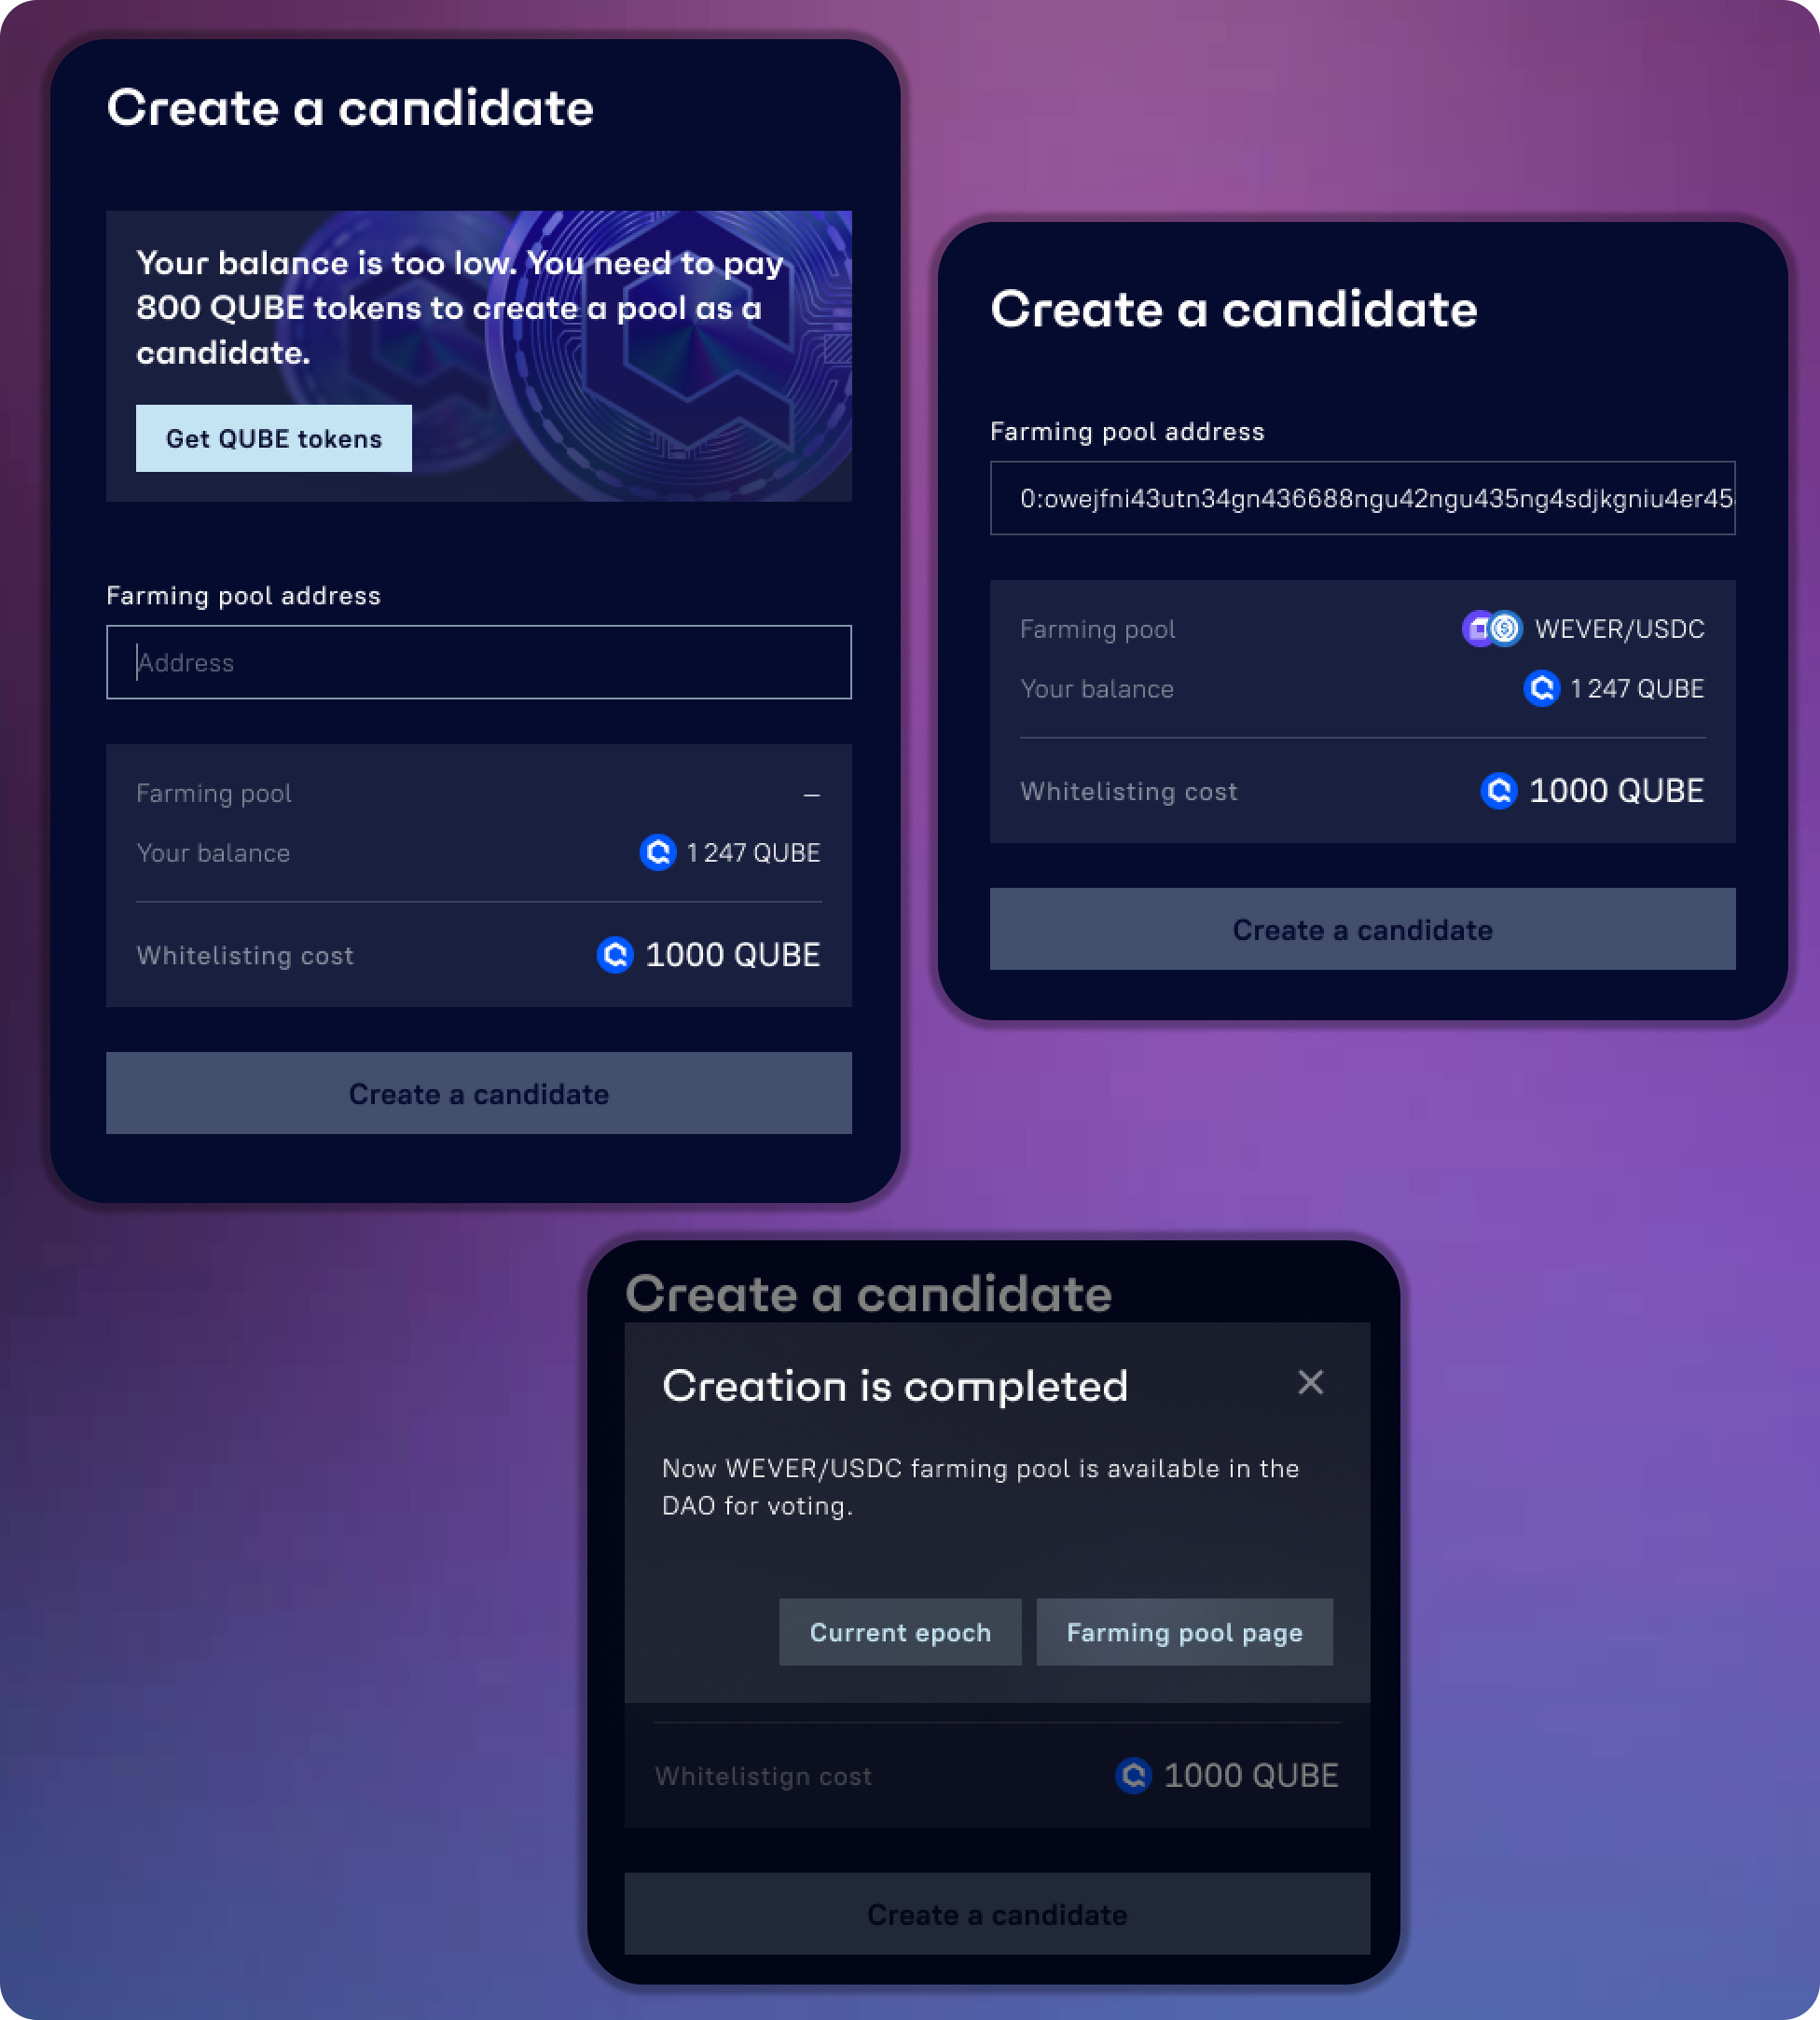 Create a candidate
Your balance is too low. You need to pay
800 QUBE tokens to create a pool as a
candidate.
Get QUBE tokens
Farming pool address
Address
Farming pool –
Your balance 1 247 QUBE
Whitelisting cost 1000 QUBE
Create a candidate
Create a candidate
Farming pool address
0:owejfni43utn34gn436688ngu42ngu435ng4sdjkgniu4er45
Farming pool WEVER/USDC
Your balance 1 247 QUBE
Whitelisting cost 1000 QUBE
Create a candidate
Create a candidate
Creation is completed
Now WEVER/USDC farming pool is available in the
DAO for voting.
Current epoch Farming pool page
Whitelistign cost 1000 QUBE
Create a candidate